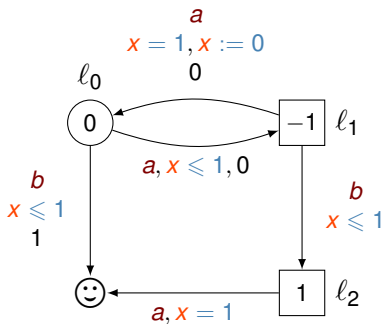 a
x = 1, x := 0
0
ℓ0
0
−1
ℓ1
a, x ⩽ 1, 0
b
x ⩽ 1
1
b
x ⩽ 1
1
ℓ2
a, x = 1